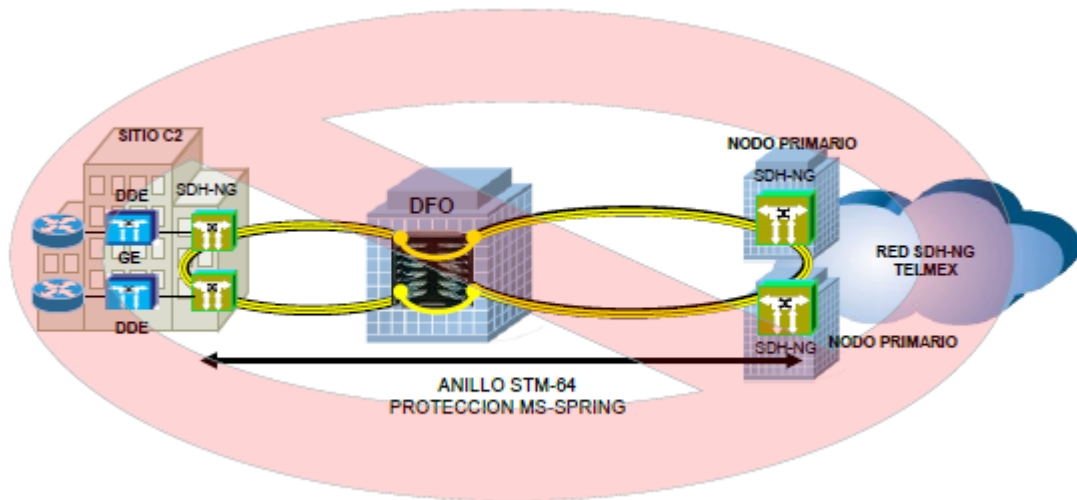 SITIO C2
NODO PRIMARIO
DDE
SDH-NG
SDH-NG
DFO
GE
RED SDH-NG
TELMEX
DDE
SDH-NG
NODO PRIMARIO
ANILLO STM-64
PROTECCION MS-SPRING